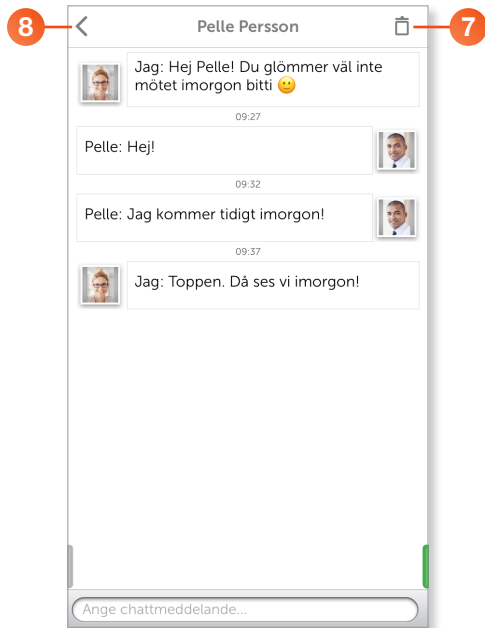 8
Pelle Persson
7
Jag: Hej Pelle! Du glömmer väl inte
mötet imorgon bitti 🙂
09:27
Pelle: Hej!
09:32
Pelle: Jag kommer tidigt imorgon!
09:37
Jag: Toppen. Då ses vi imorgon!
Ange chattmeddelande...